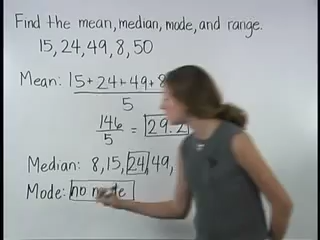 Find the mean, median, mode, and range.
15, 24, 49, 8, 50
Mean: 15+24+49+8
5
146
5 = 29.2
Median: 8, 15, 24, 49,
Mode: no mode